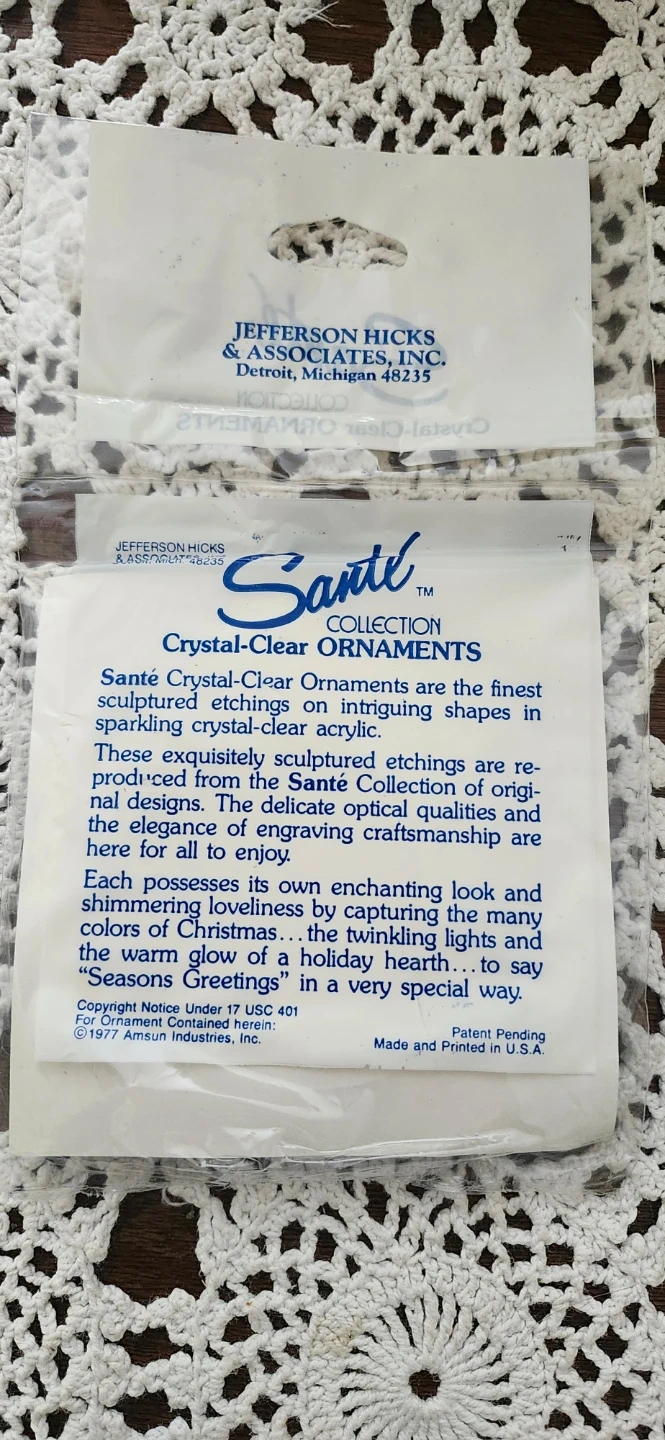 JEFFERSON HICKS
& ASSOCIATES, INC.
Detroit, Michigan 48235
COLLECTION
Crystal-Clear ORNAMENTS
JEFFERSON HICKS
& ASSOCIATES 48235
Santé ™
COLLECTION
Crystal-Clear ORNAMENTS
Santé Crystal-Clear Ornaments are the finest
sculptured etchings on intriguing shapes in
sparkling crystal-clear acrylic.
These exquisitely sculptured etchings are re-
produced from the Santé Collection of origi-
nal designs. The delicate optical qualities and
the elegance of engraving craftsmanship are
here for all to enjoy.
Each possesses its own enchanting look and
shimmering loveliness by capturing the many
colors of Christmas...the twinkling lights and
the warm glow of a holiday hearth...to say
“Seasons Greetings” in a very special way.
Copyright Notice Under 17 USC 401
For Ornament Contained herein:
©1977 Amsun Industries, Inc.
Patent Pending
Made and Printed in U.S.A.